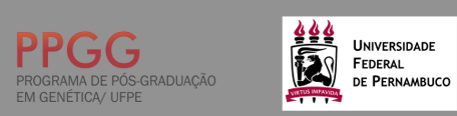 PPGG
PROGRAMA DE PÓS-GRADUAÇÃO
EM GENÉTICA/ UFPE
VIRTUS IMPAVIDA
UNIVERSIDADE
FEDERAL
DE PERNAMBUCO